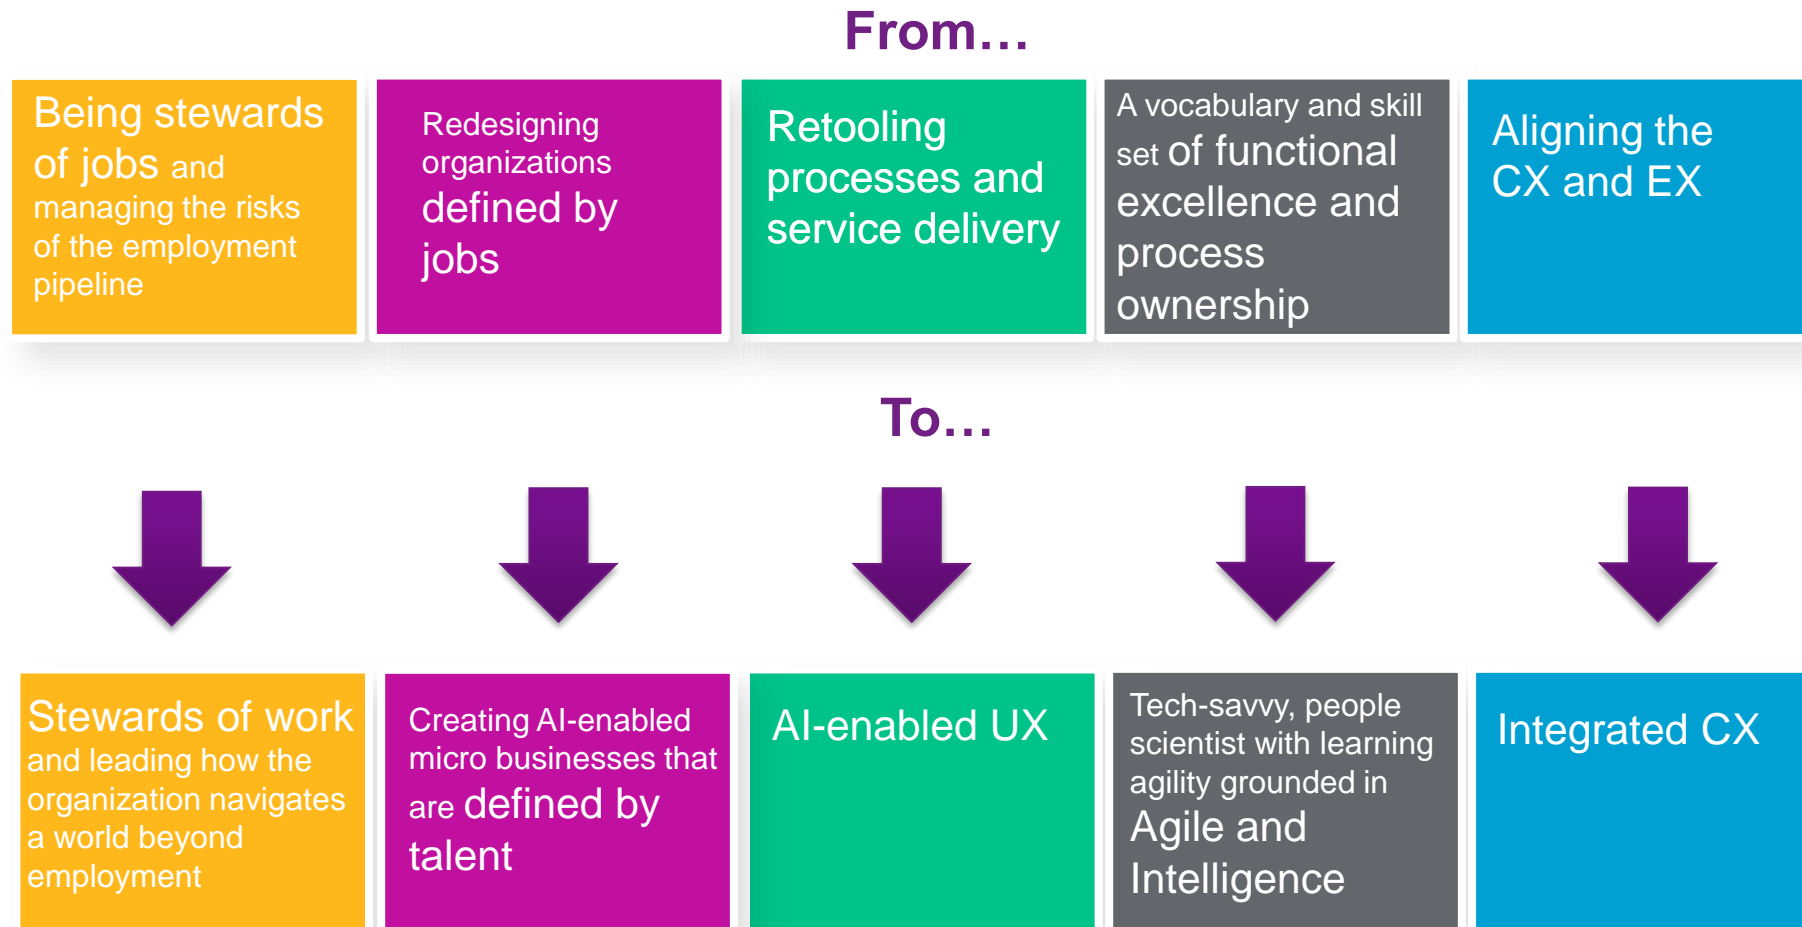 From…
Being stewards
of jobs and
managing the risks
of the employment
pipeline
Redesigning
organizations
defined by
jobs
Retooling
processes and
service delivery
A vocabulary and skill
set of functional
excellence and
process
ownership
Aligning the
CX and EX
To…
Stewards of work
and leading how the
organization navigates
a world beyond
employment
Creating AI-enabled
micro businesses that
are defined by
talent
AI-enabled UX
Tech-savvy, people
scientist with learning
agility grounded in
Agile and
Intelligence
Integrated CX